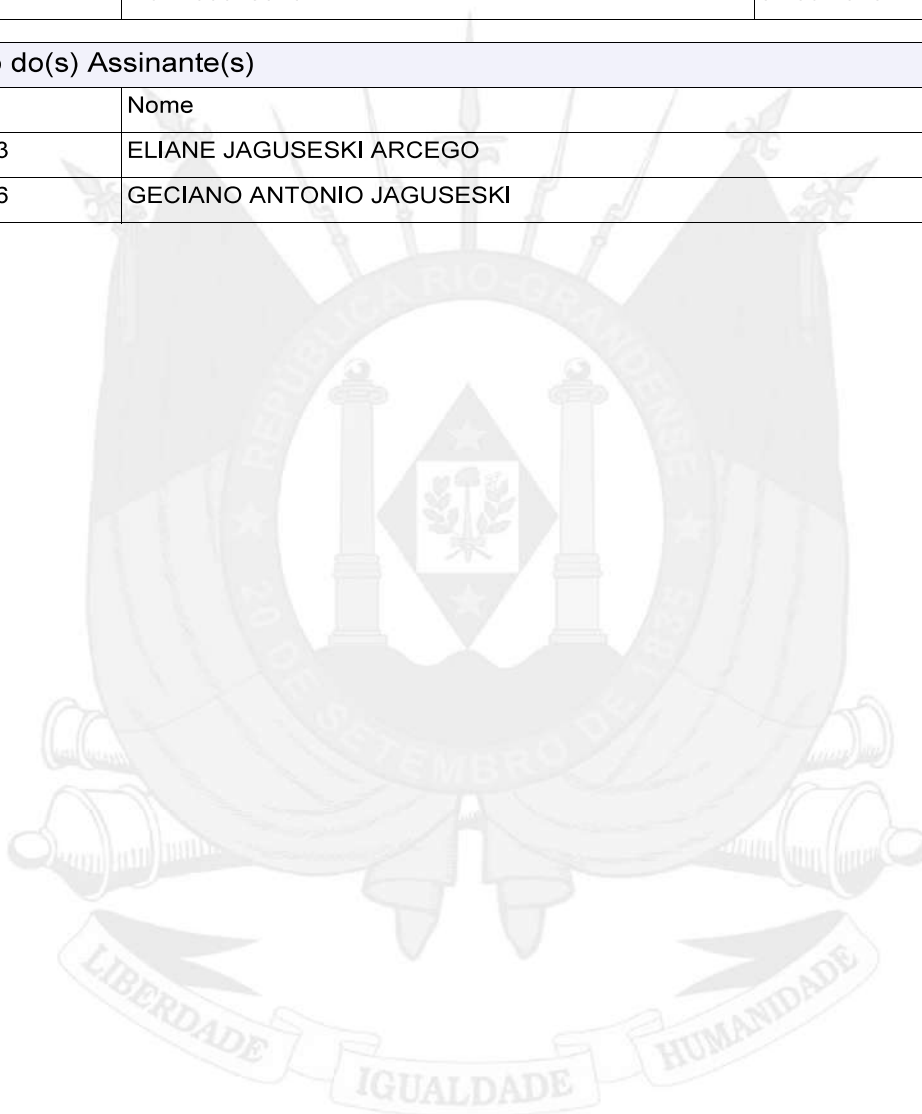 do(s) Assinante(s)
Nome
3 ELIANE JAGUSESKI ARCEGO
6 GECIANO ANTONIO JAGUSESKI
REPUBLICA RIO-GRANDENSE
20 DE SETEMBRO DE 1835
LIBERDADE IGUALDADE HUMANIDADE